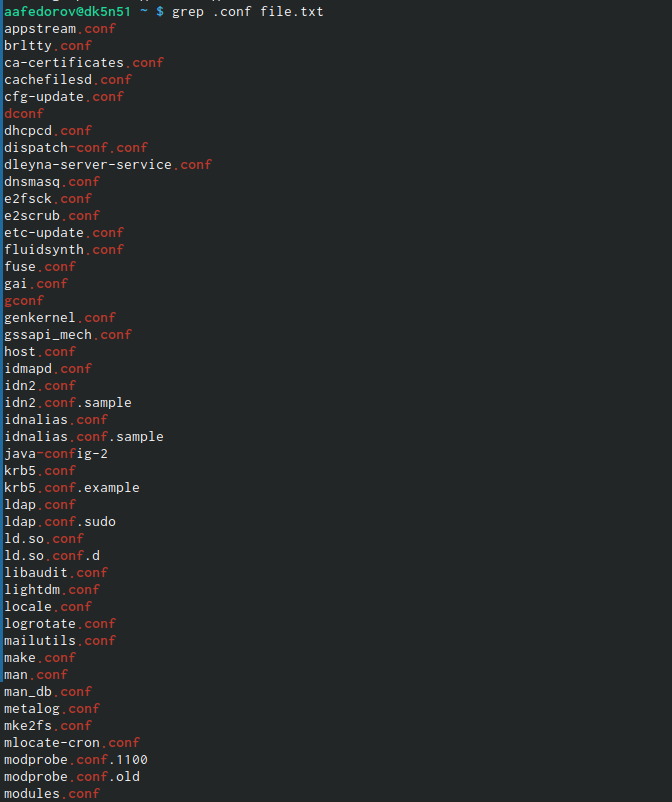 aafedorov@dk5n51 ~ $ grep .conf file.txt
appstream.conf
brltty.conf
ca-certificates.conf
cachefilesd.conf
cfg-update.conf
dconf
dhcpcd.conf
dispatch-conf.conf
dleyna-server-service.conf
dnsmasq.conf
e2fsck.conf
e2scrub.conf
etc-update.conf
fluidsynth.conf
fuse.conf
gai.conf
gconf
genkernel.conf
gssapi_mech.conf
host.conf
idmapd.conf
idn2.conf
idn2.conf.sample
idnalias.conf
idnalias.conf.sample
java-config-2
krb5.conf
krb5.conf.example
ldap.conf
ldap.conf.sudo
ld.so.conf
ld.so.conf.d
libaudit.conf
lightdm.conf
locale.conf
logrotate.conf
mailutils.conf
make.conf
man.conf
man_db.conf
metalog.conf
mke2fs.conf
mlocate-cron.conf
modprobe.conf.1100
modprobe.conf.old
modules.conf